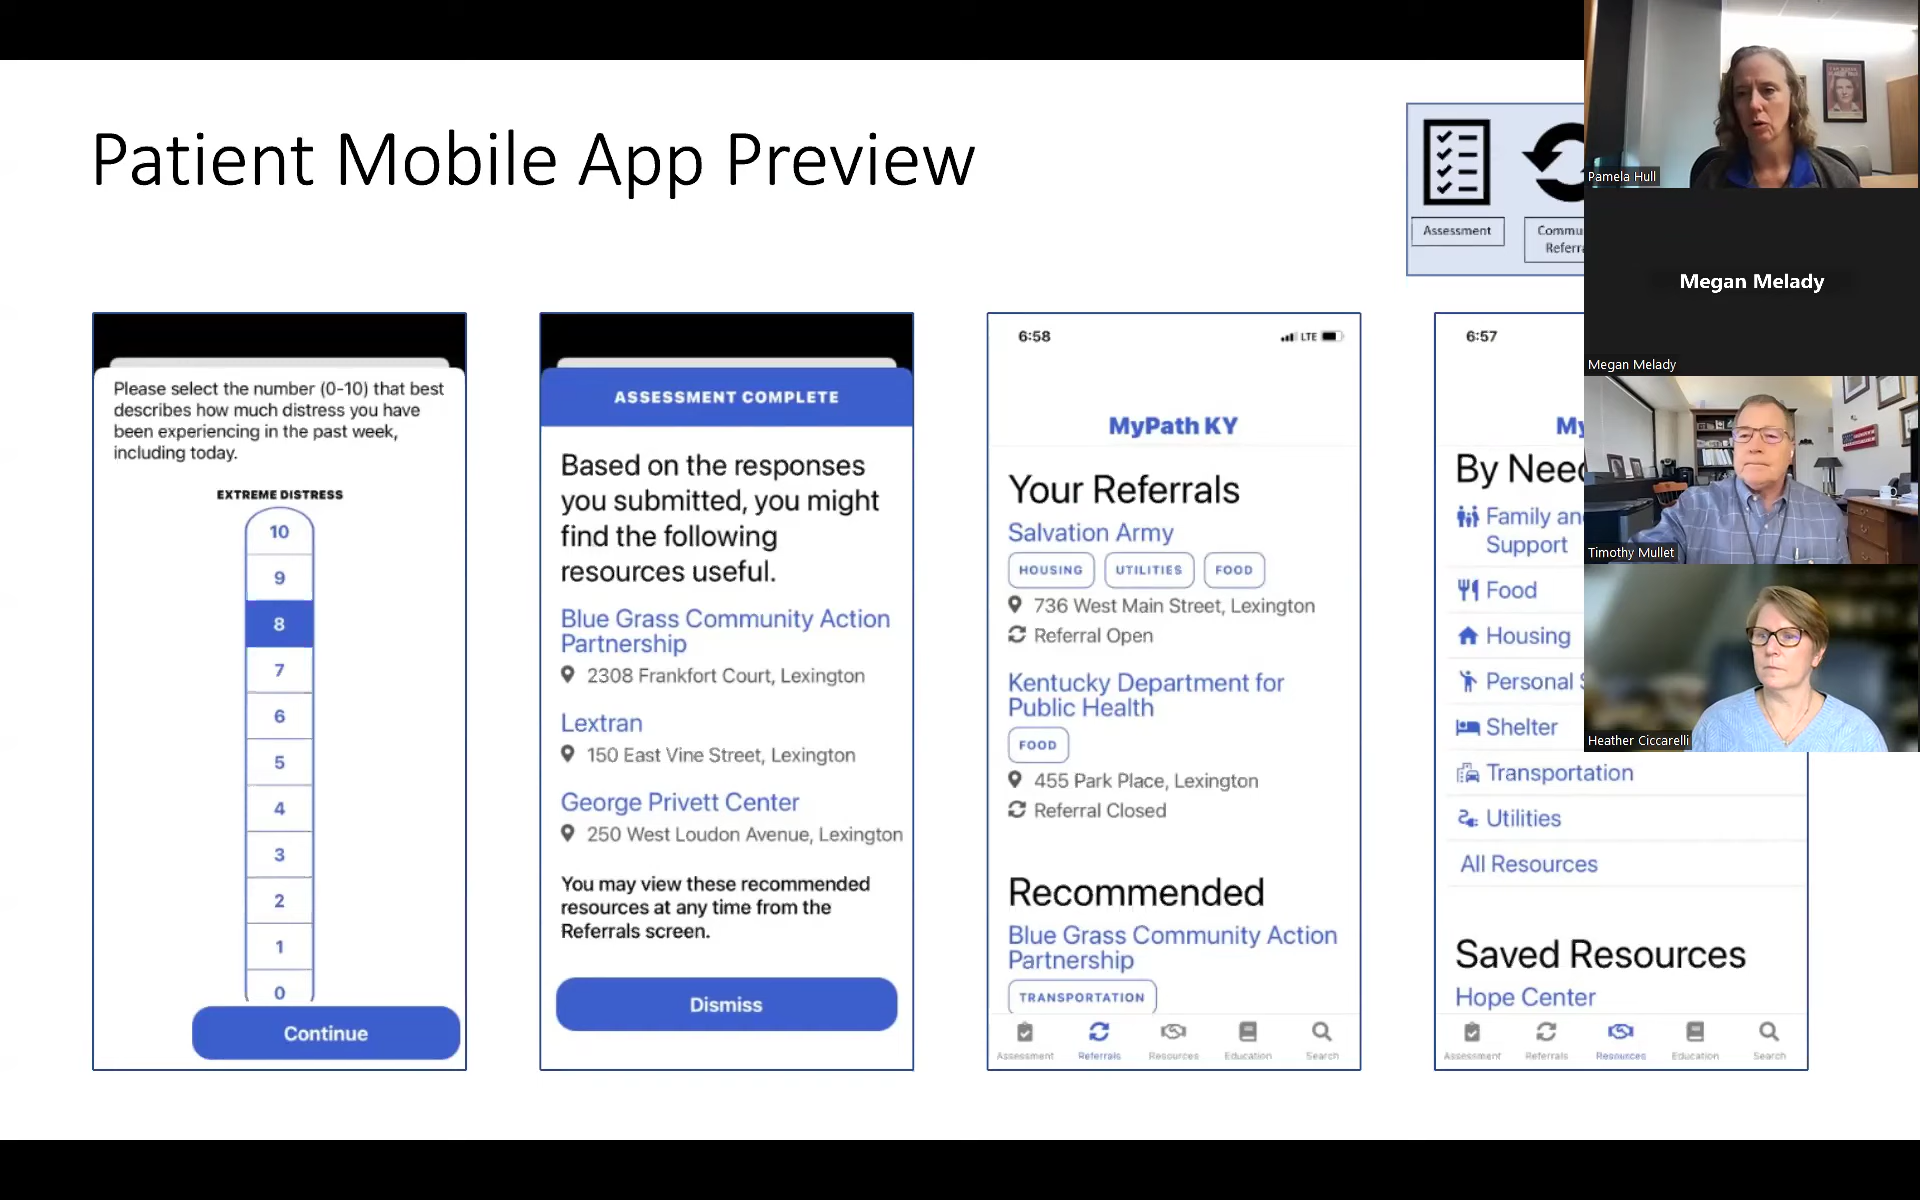 Patient Mobile App Preview
Assessment
Commu
Referra
Please select the number (0-10) that best
describes how much distress you have
been experiencing in the past week,
including today.
EXTREME DISTRESS
10
9
8
7
6
5
4
3
2
1
0
Continue
ASSESSMENT COMPLETE
Based on the responses
you submitted, you might
find the following
resources useful.
Blue Grass Community Action
Partnership
2308 Frankfort Court, Lexington
Lextran
150 East Vine Street, Lexington
George Privett Center
250 West Loudon Avenue, Lexington
You may view these recommended
resources at any time from the
Referrals screen.
Dismiss
6:58
LTE
MyPath KY
Your Referrals
Salvation Army
HOUSING UTILITIES FOOD
736 West Main Street, Lexington
Referral Open
Kentucky Department for
Public Health
FOOD
455 Park Place, Lexington
Referral Closed
Recommended
Blue Grass Community Action
Partnership
TRANSPORTATION
Assessment Referrals Resources Education Search
6:57
My
By Need
Family and
Support
Food
Housing
Personal S
Shelter
Transportation
Utilities
All Resources
Saved Resources
Hope Center
Assessment Referrals Resources Education Search
Pamela Hull
Megan Melady
Megan Melady
Timothy Mullet
Heather Ciccarelli